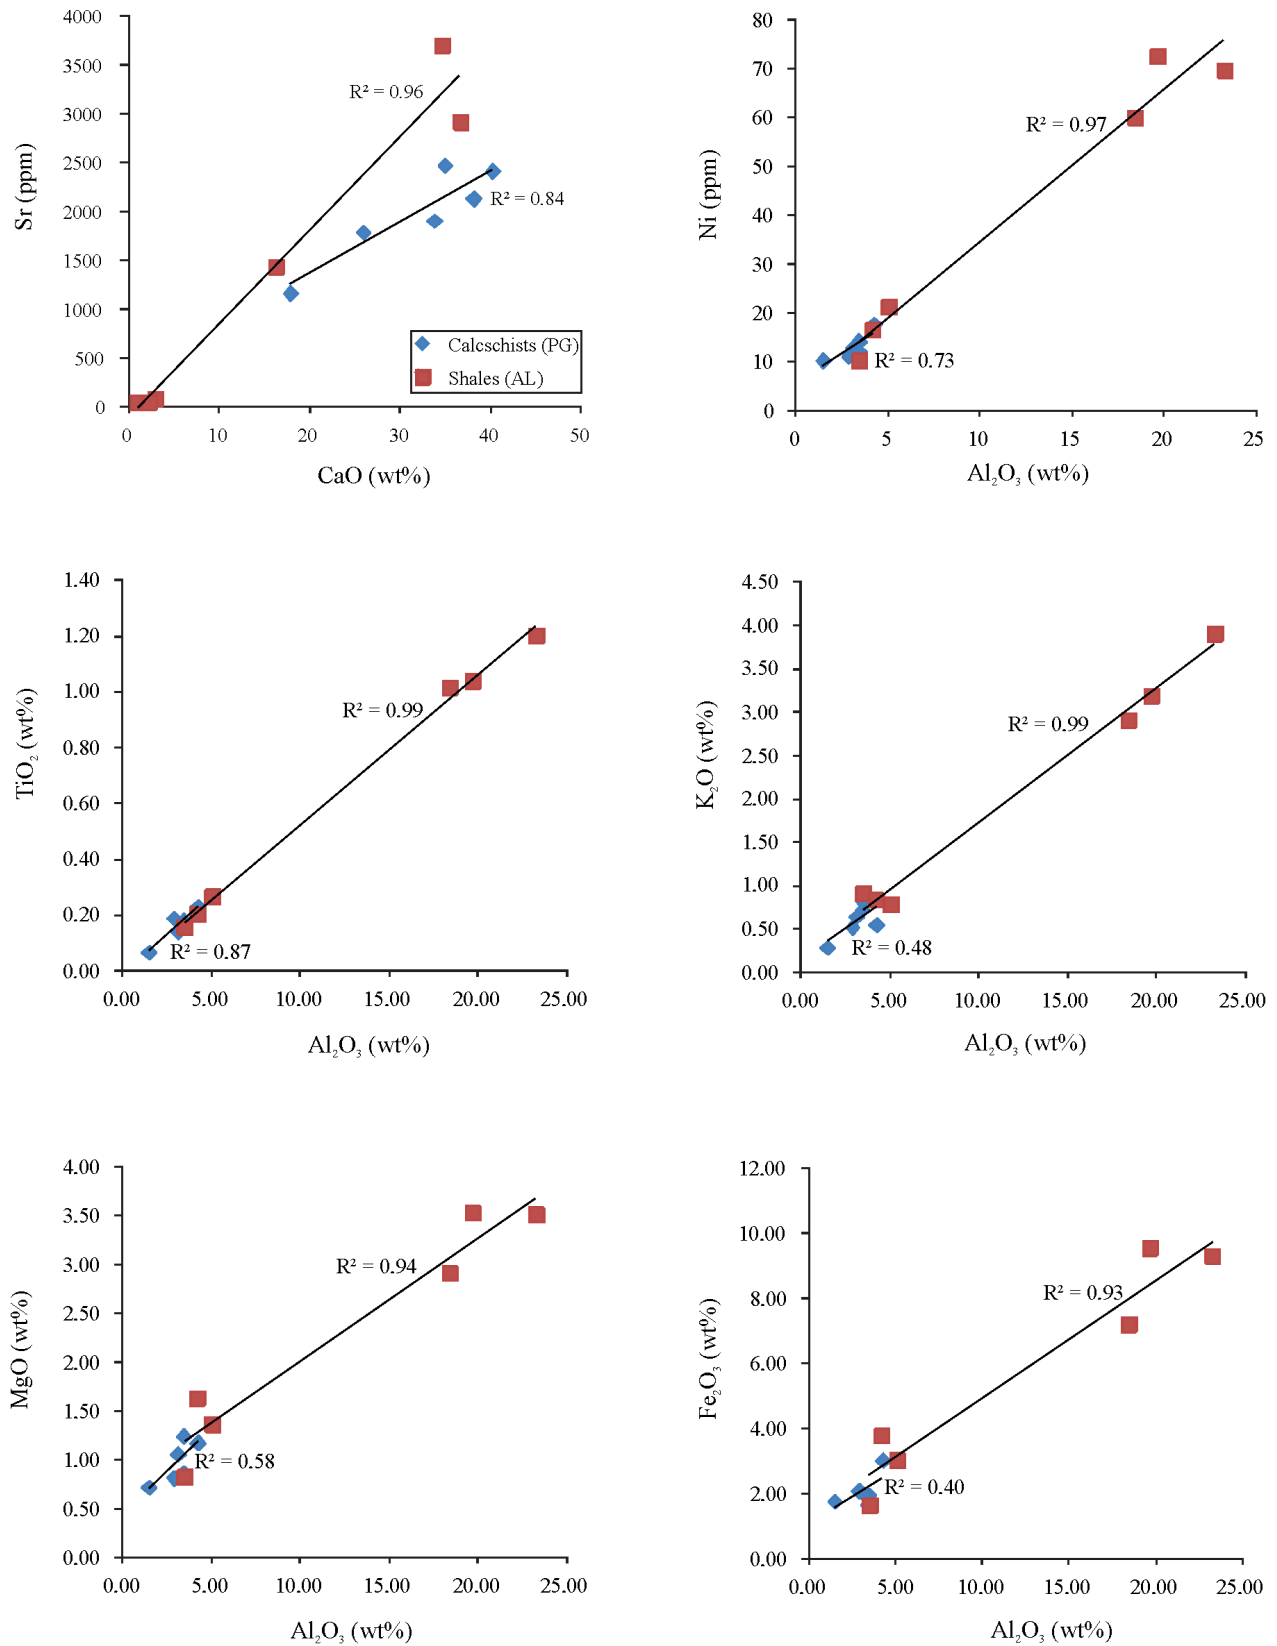 4000
3500
3000
2500
2000
1500
1000
500
0
Sr (ppm)
R² = 0.96
R² = 0.84
Calcschists (PG)
Shales (AL)
0 10 20 30 40 50
CaO (wt%)
80
70
60
50
40
30
20
10
0
Ni (ppm)
R² = 0.97
R² = 0.73
0 5 10 15 20 25
Al₂O₃ (wt%)
1.40
1.20
1.00
0.80
0.60
0.40
0.20
0.00
TiO₂ (wt%)
R² = 0.99
R² = 0.87
0.00 5.00 10.00 15.00 20.00 25.00
Al₂O₃ (wt%)
4.50
4.00
3.50
3.00
2.50
2.00
1.50
1.00
0.50
0.00
K₂O (wt%)
R² = 0.99
R² = 0.48
0.00 5.00 10.00 15.00 20.00 25.00
Al₂O₃ (wt%)
4.00
3.50
3.00
2.50
2.00
1.50
1.00
0.50
0.00
MgO (wt%)
R² = 0.94
R² = 0.58
0.00 5.00 10.00 15.00 20.00 25.00
Al₂O₃ (wt%)
12.00
10.00
8.00
6.00
4.00
2.00
0.00
Fe₂O₃ (wt%)
R² = 0.93
R² = 0.40
0.00 5.00 10.00 15.00 20.00 25.00
Al₂O₃ (wt%)